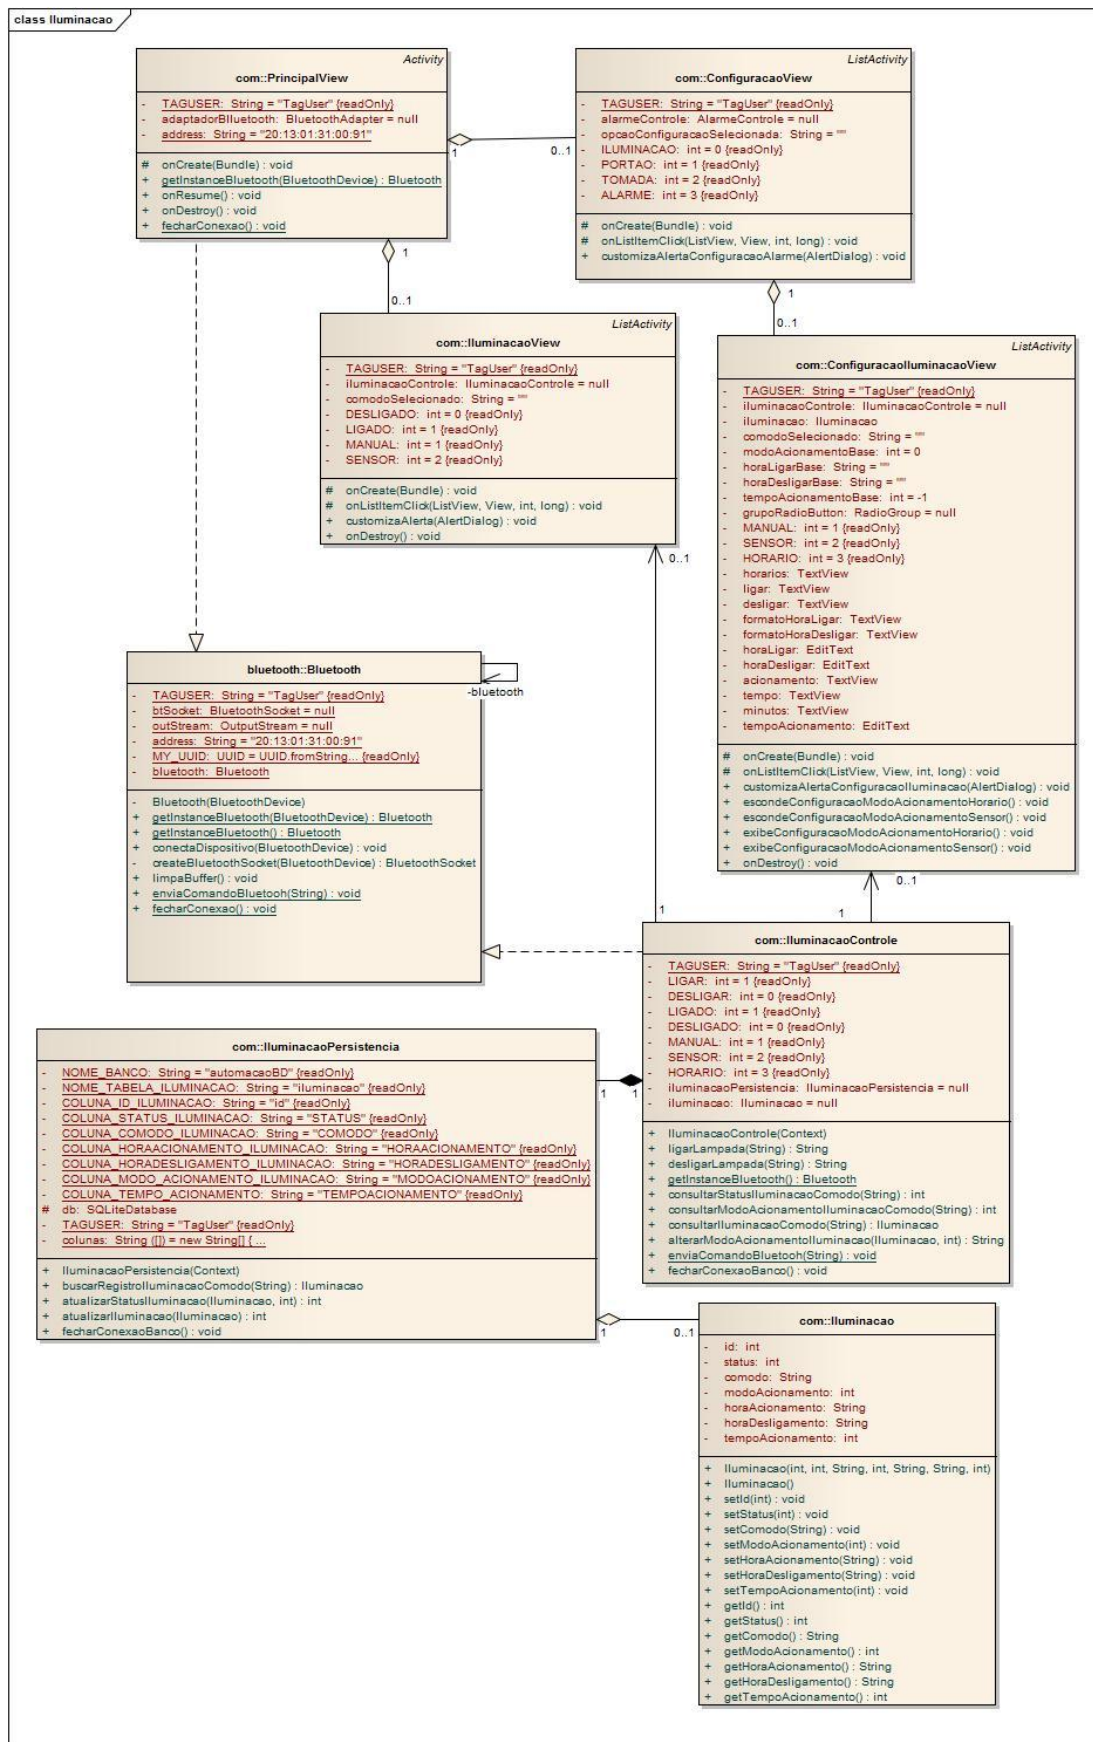 class Iluminacao
Activity
com::PrincipalView
- TAGUSER: String = "TagUser" {readOnly}
- adaptadorBlluetooth: BluetoothAdapter = null
- address: String = "20:13:01:31:00:91"
# onCreate(Bundle) : void
+ getInstanceBluetooth(BluetoothDevice) : Bluetooth
+ onResume() : void
+ onDestroy() : void
+ fecharConexao() : void
ListActivity
com::ConfiguracaoView
- TAGUSER: String = "TagUser" {readOnly}
- alarmeControle: AlarmeControle = null
- opcaoConfiguracaoSelecionada: String = ""
- ILUMINACAO: int = 0 {readOnly}
- PORTAO: int = 1 {readOnly}
- TOMADA: int = 2 {readOnly}
- ALARME: int = 3 {readOnly}
# onCreate(Bundle) : void
# onListItemClick(ListView, View, int, long) : void
+ customizaAlertaConfiguracaoAlarme(AlertDialog) : void
1
0..1
1
0..1
1
0..1
ListActivity
com::IluminacaoView
- TAGUSER: String = "TagUser" {readOnly}
- iluminacaoControle: IluminacaoControle = null
- comodoSelecionado: String = ""
- DESLIGADO: int = 0 {readOnly}
- LIGADO: int = 1 {readOnly}
- MANUAL: int = 1 {readOnly}
- SENSOR: int = 2 {readOnly}
# onCreate(Bundle) : void
# onListItemClick(ListView, View, int, long) : void
+ customizaAlerta(AlertDialog) : void
+ onDestroy() : void
0..1
ListActivity
com::ConfiguracaoIluminacaoView
- TAGUSER: String = "TagUser" {readOnly}
- iluminacaoControle: IluminacaoControle = null
- iluminacao: Iluminacao
- comodoSelecionado: String = ""
- modoAcionamentoBase: int = 0
- horaLigarBase: String = ""
- horaDesligarBase: String = ""
- tempoAcionamentoBase: int = -1
- grupoRadioButton: RadioGroup = null
- MANUAL: int = 1 {readOnly}
- SENSOR: int = 2 {readOnly}
- HORARIO: int = 3 {readOnly}
- horarios: TextView
- ligar: TextView
- desligar: TextView
- formatoHoraLigar: TextView
- formatoHoraDesligar: TextView
- horaLigar: EditText
- horaDesligar: EditText
- acionamento: TextView
- tempo: TextView
- minutos: TextView
- tempoAcionamento: EditText
# onCreate(Bundle) : void
# onListItemClick(ListView, View, int, long) : void
+ customizaAlertaConfiguracaoIluminacao(AlertDialog) : void
+ escondeConfiguracaoModoAcionamentoHorario() : void
+ escondeConfiguracaoModoAcionamentoSensor() : void
+ exibeConfiguracaoModoAcionamentoHorario() : void
+ exibeConfiguracaoModoAcionamentoSensor() : void
+ onDestroy() : void
0..1
bluetooth::Bluetooth
- TAGUSER: String = "TagUser" {readOnly}
- btSocket: BluetoothSocket = null
- outStream: OutputStream = null
- address: String = "20:13:01:31:00:91"
- MY_UUID: UUID = UUID.fromString... {readOnly}
- bluetooth: Bluetooth
- Bluetooth(BluetoothDevice)
+ getInstanceBluetooth(BluetoothDevice) : Bluetooth
+ getInstanceBluetooth() : Bluetooth
+ conectaDispositivo(BluetoothDevice) : void
- createBluetoothSocket(BluetoothDevice) : BluetoothSocket
+ limpaBuffer() : void
+ enviaComandoBluetooh(String) : void
+ fecharConexao() : void
-bluetooth
1
1
com::IluminacaoControle
- TAGUSER: String = "TagUser" {readOnly}
- LIGAR: int = 1 {readOnly}
- DESLIGAR: int = 0 {readOnly}
- LIGADO: int = 1 {readOnly}
- DESLIGADO: int = 0 {readOnly}
- MANUAL: int = 1 {readOnly}
- SENSOR: int = 2 {readOnly}
- HORARIO: int = 3 {readOnly}
- iluminacaoPersistencia: IluminacaoPersistencia = null
- iluminacao: Iluminacao = null
+ IluminacaoControle(Context)
+ ligarLampada(String) : String
+ desligarLampada(String) : String
+ getInstanceBluetooth() : Bluetooth
+ consultarStatusIluminacaoComodo(String) : int
+ consultarModoAcionamentoIluminacaoComodo(String) : int
+ consultarIluminacaoComodo(String) : Iluminacao
+ alterarModoAcionamentoIluminacao(Iluminacao, int) : String
+ enviaComandoBluetooh(String) : void
+ fecharConexaoBanco() : void
com::IluminacaoPersistencia
- NOME_BANCO: String = "automacaoBD" {readOnly}
- NOME_TABELA_ILUMINACAO: String = "iluminacao" {readOnly}
- COLUNA_ID_ILUMINACAO: String = "id" {readOnly}
- COLUNA_STATUS_ILUMINACAO: String = "STATUS" {readOnly}
- COLUNA_COMODO_ILUMINACAO: String = "COMODO" {readOnly}
- COLUNA_HORAACIONAMENTO_ILUMINACAO: String = "HORAACIONAMENTO" {readOnly}
- COLUNA_HORADESLIGAMENTO_ILUMINACAO: String = "HORADESLIGAMENTO" {readOnly}
- COLUNA_MODO_ACIONAMENTO_ILUMINACAO: String = "MODOACIONAMENTO" {readOnly}
- COLUNA_TEMPO_ACIONAMENTO: String = "TEMPOACIONAMENTO" {readOnly}
# db: SQLiteDatabase
- TAGUSER: String = "TagUser" {readOnly}
- colunas: String ([]) = new String[] { ...
+ IluminacaoPersistencia(Context)
+ buscarRegistroIluminacaoComodo(String) : Iluminacao
+ atualizarStatusIluminacao(Iluminacao, int) : int
+ atualizarIluminacao(Iluminacao) : int
+ fecharConexaoBanco() : void
1
1
1
0..1
com::Iluminacao
- id: int
- status: int
- comodo: String
- modoAcionamento: int
- horaAcionamento: String
- horaDesligamento: String
- tempoAcionamento: int
+ Iluminacao(int, int, String, int, String, String, int)
+ Iluminacao()
+ setId(int) : void
+ setStatus(int) : void
+ setComodo(String) : void
+ setModoAcionamento(int) : void
+ setHoraAcionamento(String) : void
+ setHoraDesligamento(String) : void
+ setTempoAcionamento(int) : void
+ getId() : int
+ getStatus() : int
+ getComodo() : String
+ getModoAcionamento() : int
+ getHoraAcionamento() : String
+ getHoraDesligamento() : String
+ getTempoAcionamento() : int